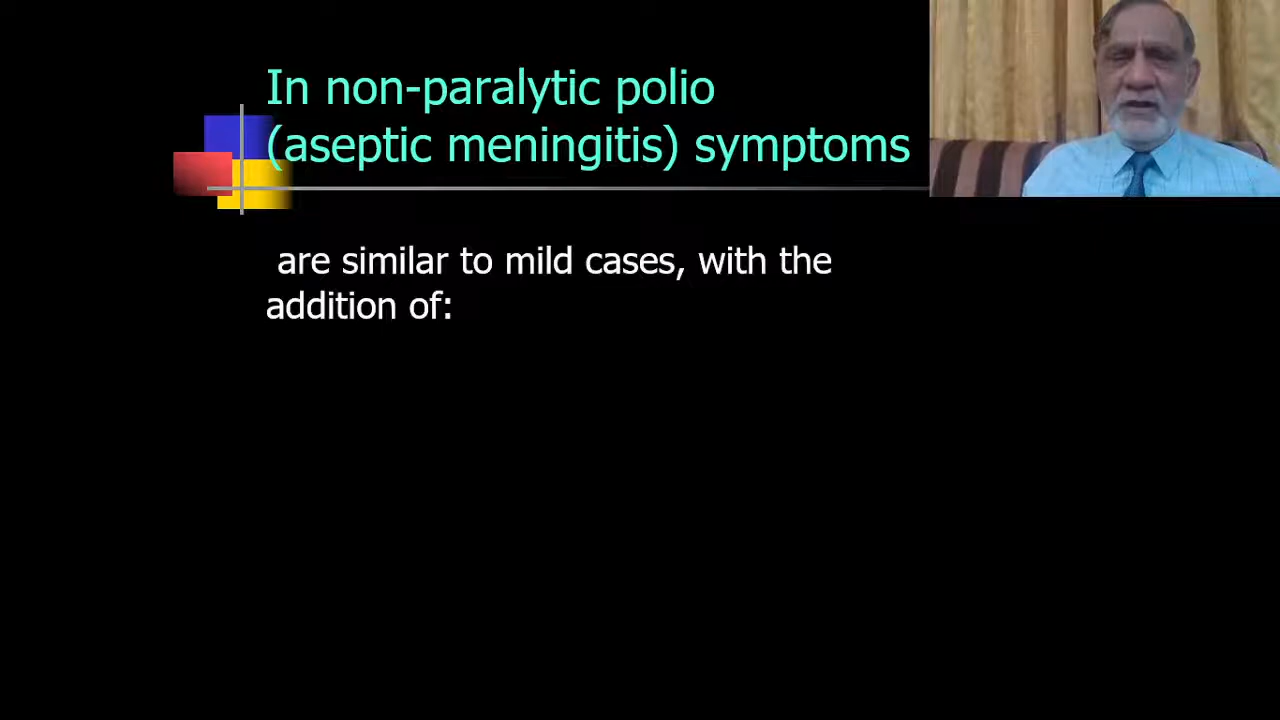 In non-paralytic polio
(aseptic meningitis) symptoms
are similar to mild cases, with the
addition of: